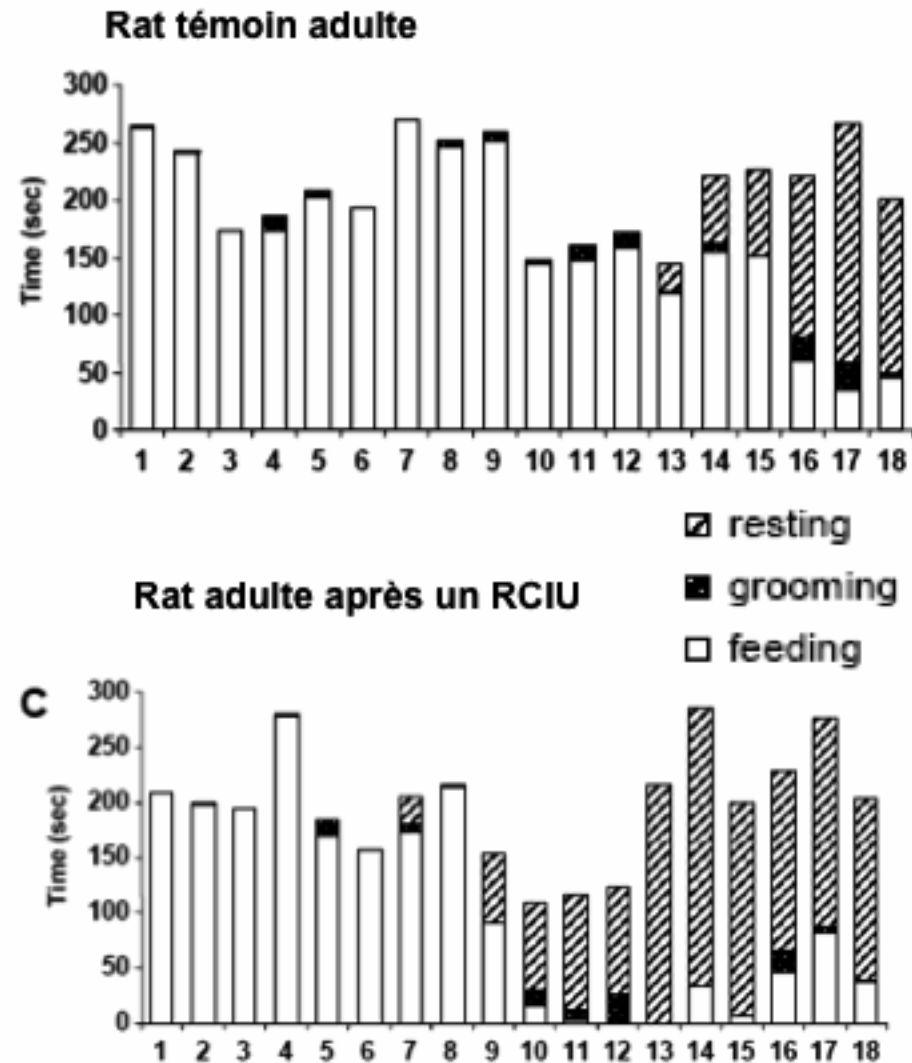 Rat témoin adulte
300
250
200
150
100
50
0
Time (sec)
1 2 3 4 5 6 7 8 9 10 11 12 13 14 15 16 17 18
resting
grooming
feeding
Rat adulte après un RCIU
C
300
250
200
150
100
50
0
Time (sec)
1 2 3 4 5 6 7 8 9 10 11 12 13 14 15 16 17 18